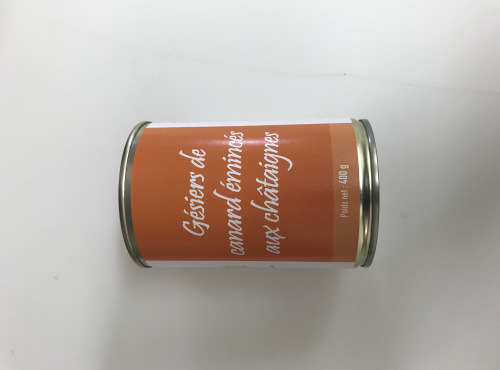 Gésiers de
canard émincés
aux châtaignes
Poids net : 400 g